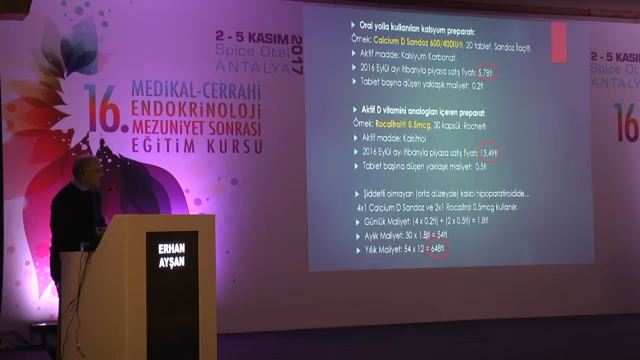 2 - 5 KASIM
Spice Otel
ANTALYA
2017
16. MEDİKAL-CERRAHİ
ENDOKRİNOLOJİ
MEZUNİYET SONRASI
EĞİTİM KURSU
Oral yolla kullanılan kalsiyum preparatı:
Örnek: Calcium D Sandoz 600/400IU®, 20 tablet, Sandoz İlaç®.
Aktif madde: Kalsiyum Karbonat.
2016 Eylül ayı itibarıyla piyasa satış fiyatı: 5,78₺
Tablet başına düşen yaklaşık maliyet: 0.2₺
Aktif D vitamini analogları içeren preparat:
Örnek: Rocaltrol® 0.5mcg, 30 kapsül, Roche®.
Aktif madde: Kalsitriol
2016 Eylül ayı itibarıyla piyasa satış fiyatı: 13,49₺
Tablet başına düşen yaklaşık maliyet: 0.5₺
Şiddetli olmayan (orta düzeyde) kalıcı hipoparatiroidide...
4x1 Calcium D Sandoz ve 2x1 Rocaltrol 0.5mcg kullanılır.
Günlük Maliyet: (4 x 0.2₺) + (2 x 0.5₺) = 1.8₺
Aylık Maliyet: 30 x 1.8₺ = 54₺
Yıllık Maliyet: 54 x 12 = 648₺
2 - 5 KASIM
Spice Otel
ANTALYA
16.
ERHAN
AYŞAN